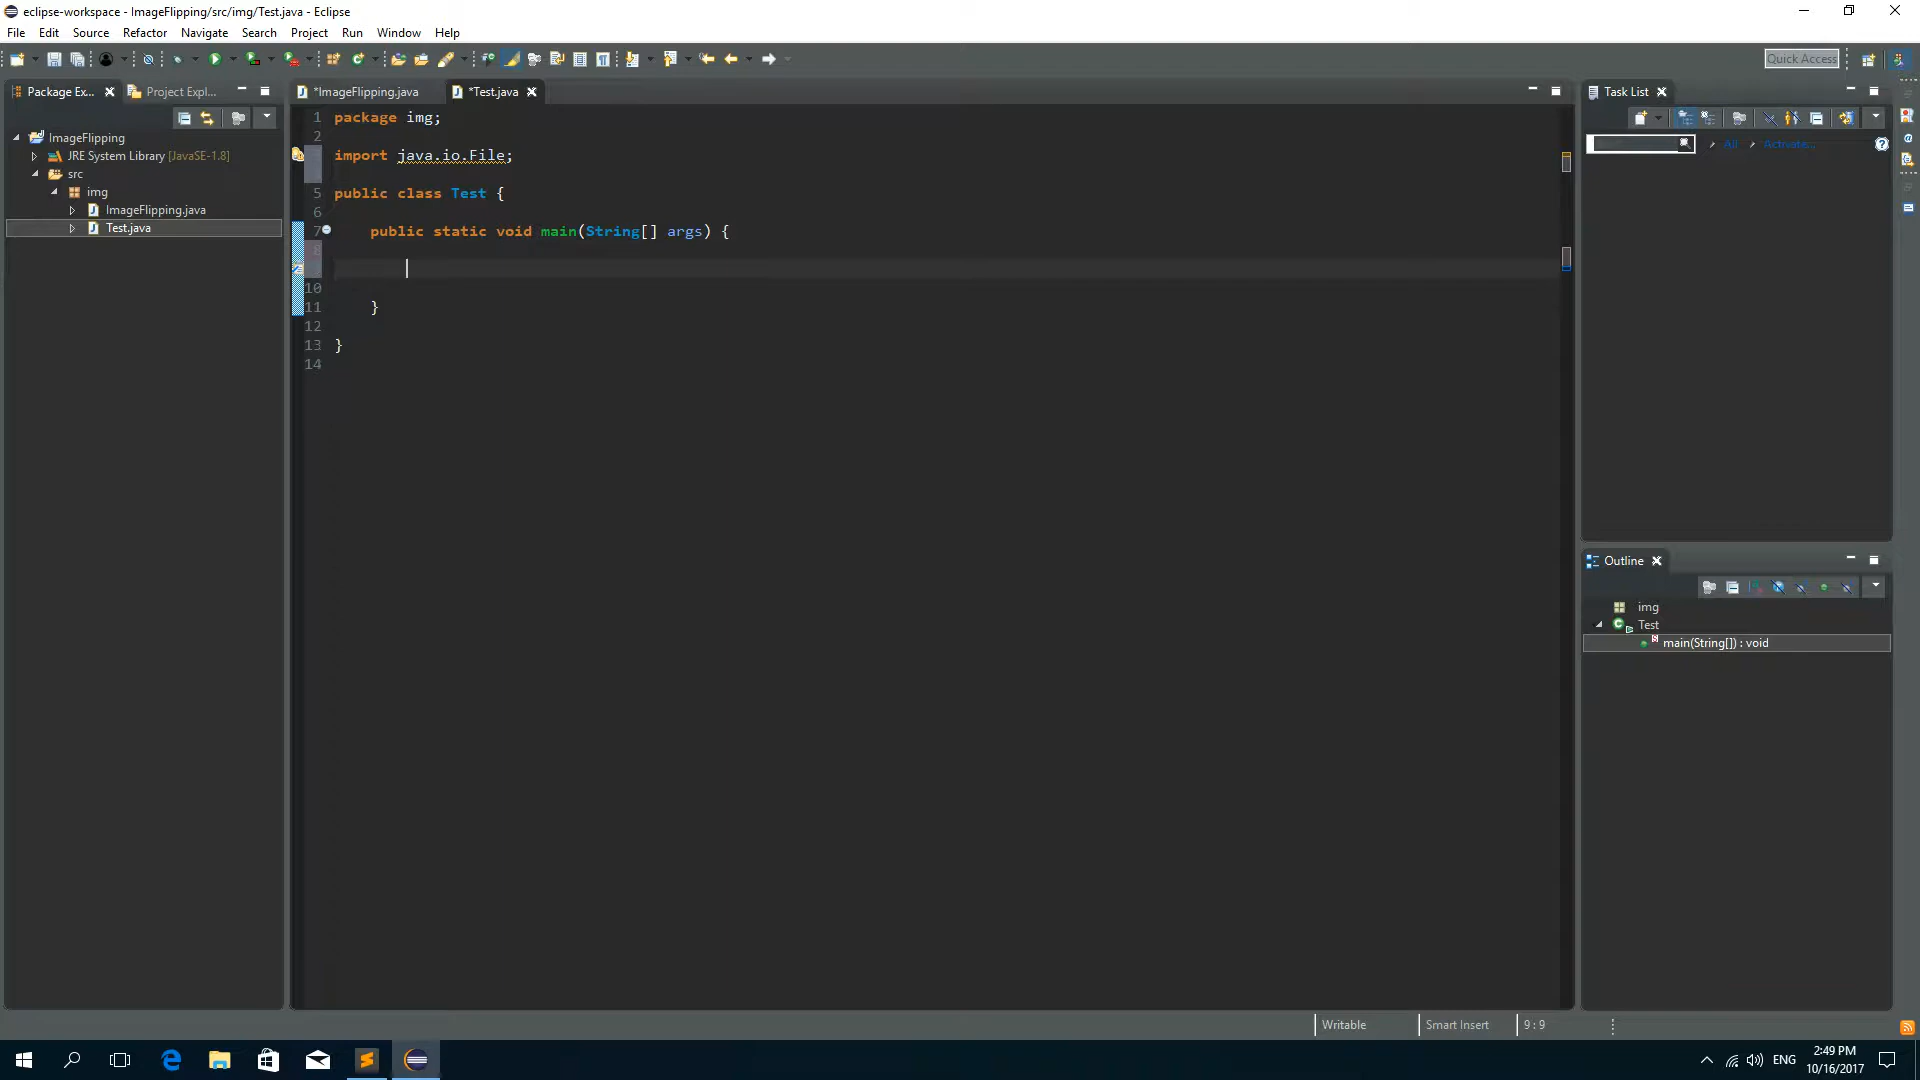 eclipse-workspace - ImageFlipping/src/img/Test.java - Eclipse
File Edit Source Refactor Navigate Search Project Run Window Help
Quick Access
Package Ex... Project Expl...
*ImageFlipping.java *Test.java
Task List
ImageFlipping
JRE System Library [JavaSE-1.8]
src
img
ImageFlipping.java
Test.java
1 package img;
2
import java.io.File;
5 public class Test {
6
7 public static void main(String[] args) {
8
10
11 }
12
13 }
14
All Activate...
Outline
img
Test
main(String[]) : void
Writable Smart Insert 9 : 9
ENG
2:49 PM
10/16/2017